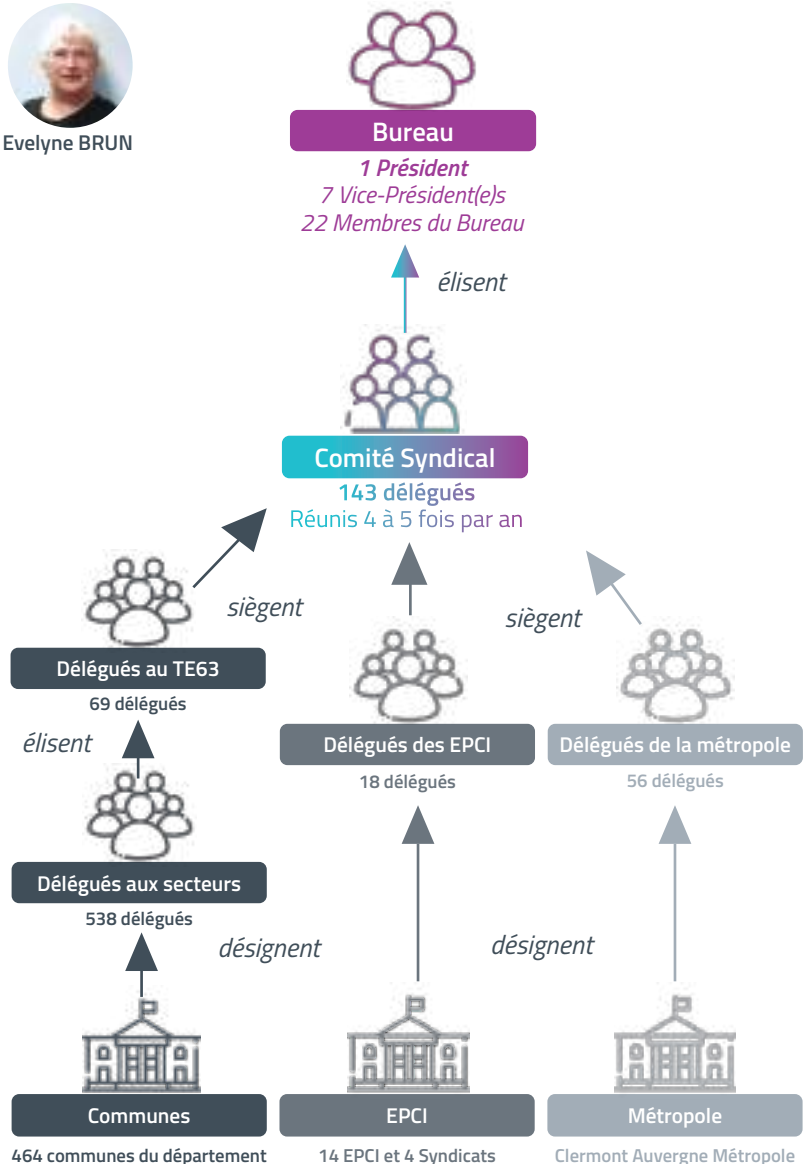 Evelyne BRUN
Bureau
1 Président
7 Vice-Président(e)s
22 Membres du Bureau
élisent
Comité Syndical
143 délégués
Réunis 4 à 5 fois par an
siègent
siègent
Délégués au TE63
69 délégués
élisent
Délégués des EPCI
18 délégués
Délégués de la métropole
56 délégués
Délégués aux secteurs
538 délégués
désignent
désignent
Communes
464 communes du département
EPCI
14 EPCI et 4 Syndicats
Métropole
Clermont Auvergne Métropole